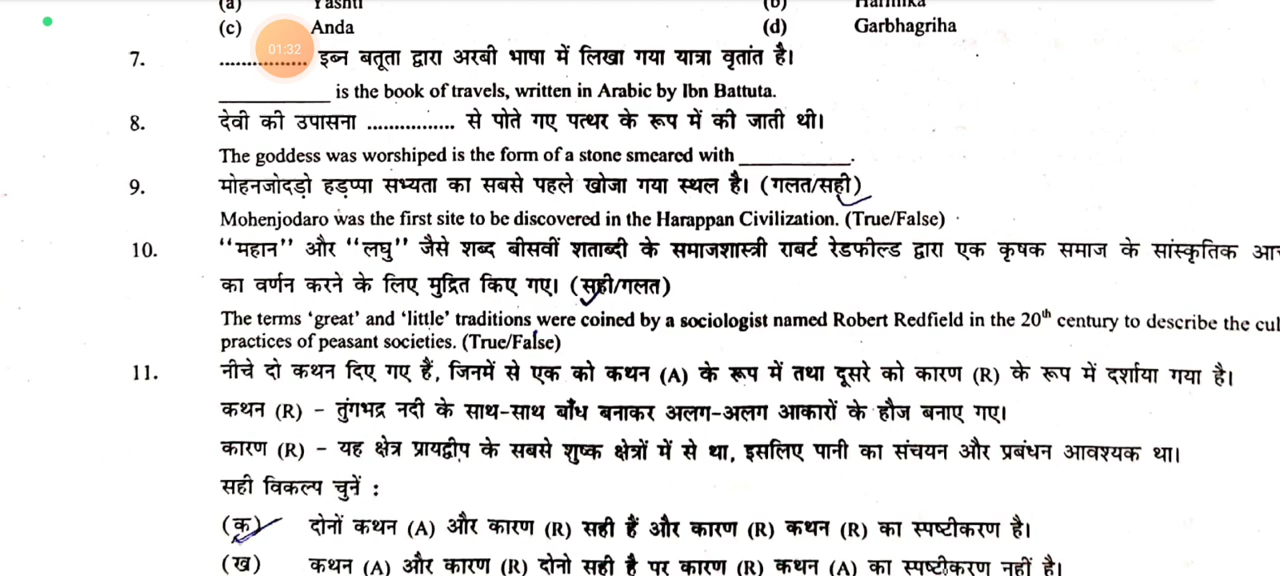 (a) Yashti (b) Harmika
(c) Anda (d) Garbhagriha
01:32
7. ................ इब्न बतूता द्वारा अरबी भाषा में लिखा गया यात्रा वृतांत है।
___________ is the book of travels, written in Arabic by Ibn Battuta.
8. देवी की उपासना ................ से पोते गए पत्थर के रूप में की जाती थी।
The goddess was worshiped is the form of a stone smeared with ___________.
9. मोहनजोदड़ो हड़प्पा सभ्यता का सबसे पहले खोजा गया स्थल है। (गलत/सही)
Mohenjodaro was the first site to be discovered in the Harappan Civilization. (True/False)
10. ‘‘महान’’ और ‘‘लघु’’ जैसे शब्द बीसवीं शताब्दी के समाजशास्त्री राबर्ट रेडफील्ड द्वारा एक कृषक समाज के सांस्कृतिक
का वर्णन करने के लिए मुद्रित किए गए। (सही/गलत)
The terms ‘great’ and ‘little’ traditions were coined by a sociologist named Robert Redfield in the 20th century to describe the
practices of peasant societies. (True/False)
11. नीचे दो कथन दिए गए हैं, जिनमें से एक को कथन (A) के रूप में तथा दूसरे को कारण (R) के रूप में दर्शाया गया है।
कथन (R) – तुंगभद्र नदी के साथ-साथ बाँध बनाकर अलग-अलग आकारों के हौज बनाए गए।
कारण (R) – यह क्षेत्र प्रायद्वीप के सबसे शुष्क क्षेत्रों में से था, इसलिए पानी का संचयन और प्रबंधन आवश्यक था।
सही विकल्प चुनें :
(क) दोनों कथन (A) और कारण (R) सही हैं और कारण (R) कथन (R) का स्पष्टीकरण है।
(ख) कथन (A) और कारण (R) दोनो सही है पर कारण (R) कथन (A) का स्पष्टीकरण नहीं है।